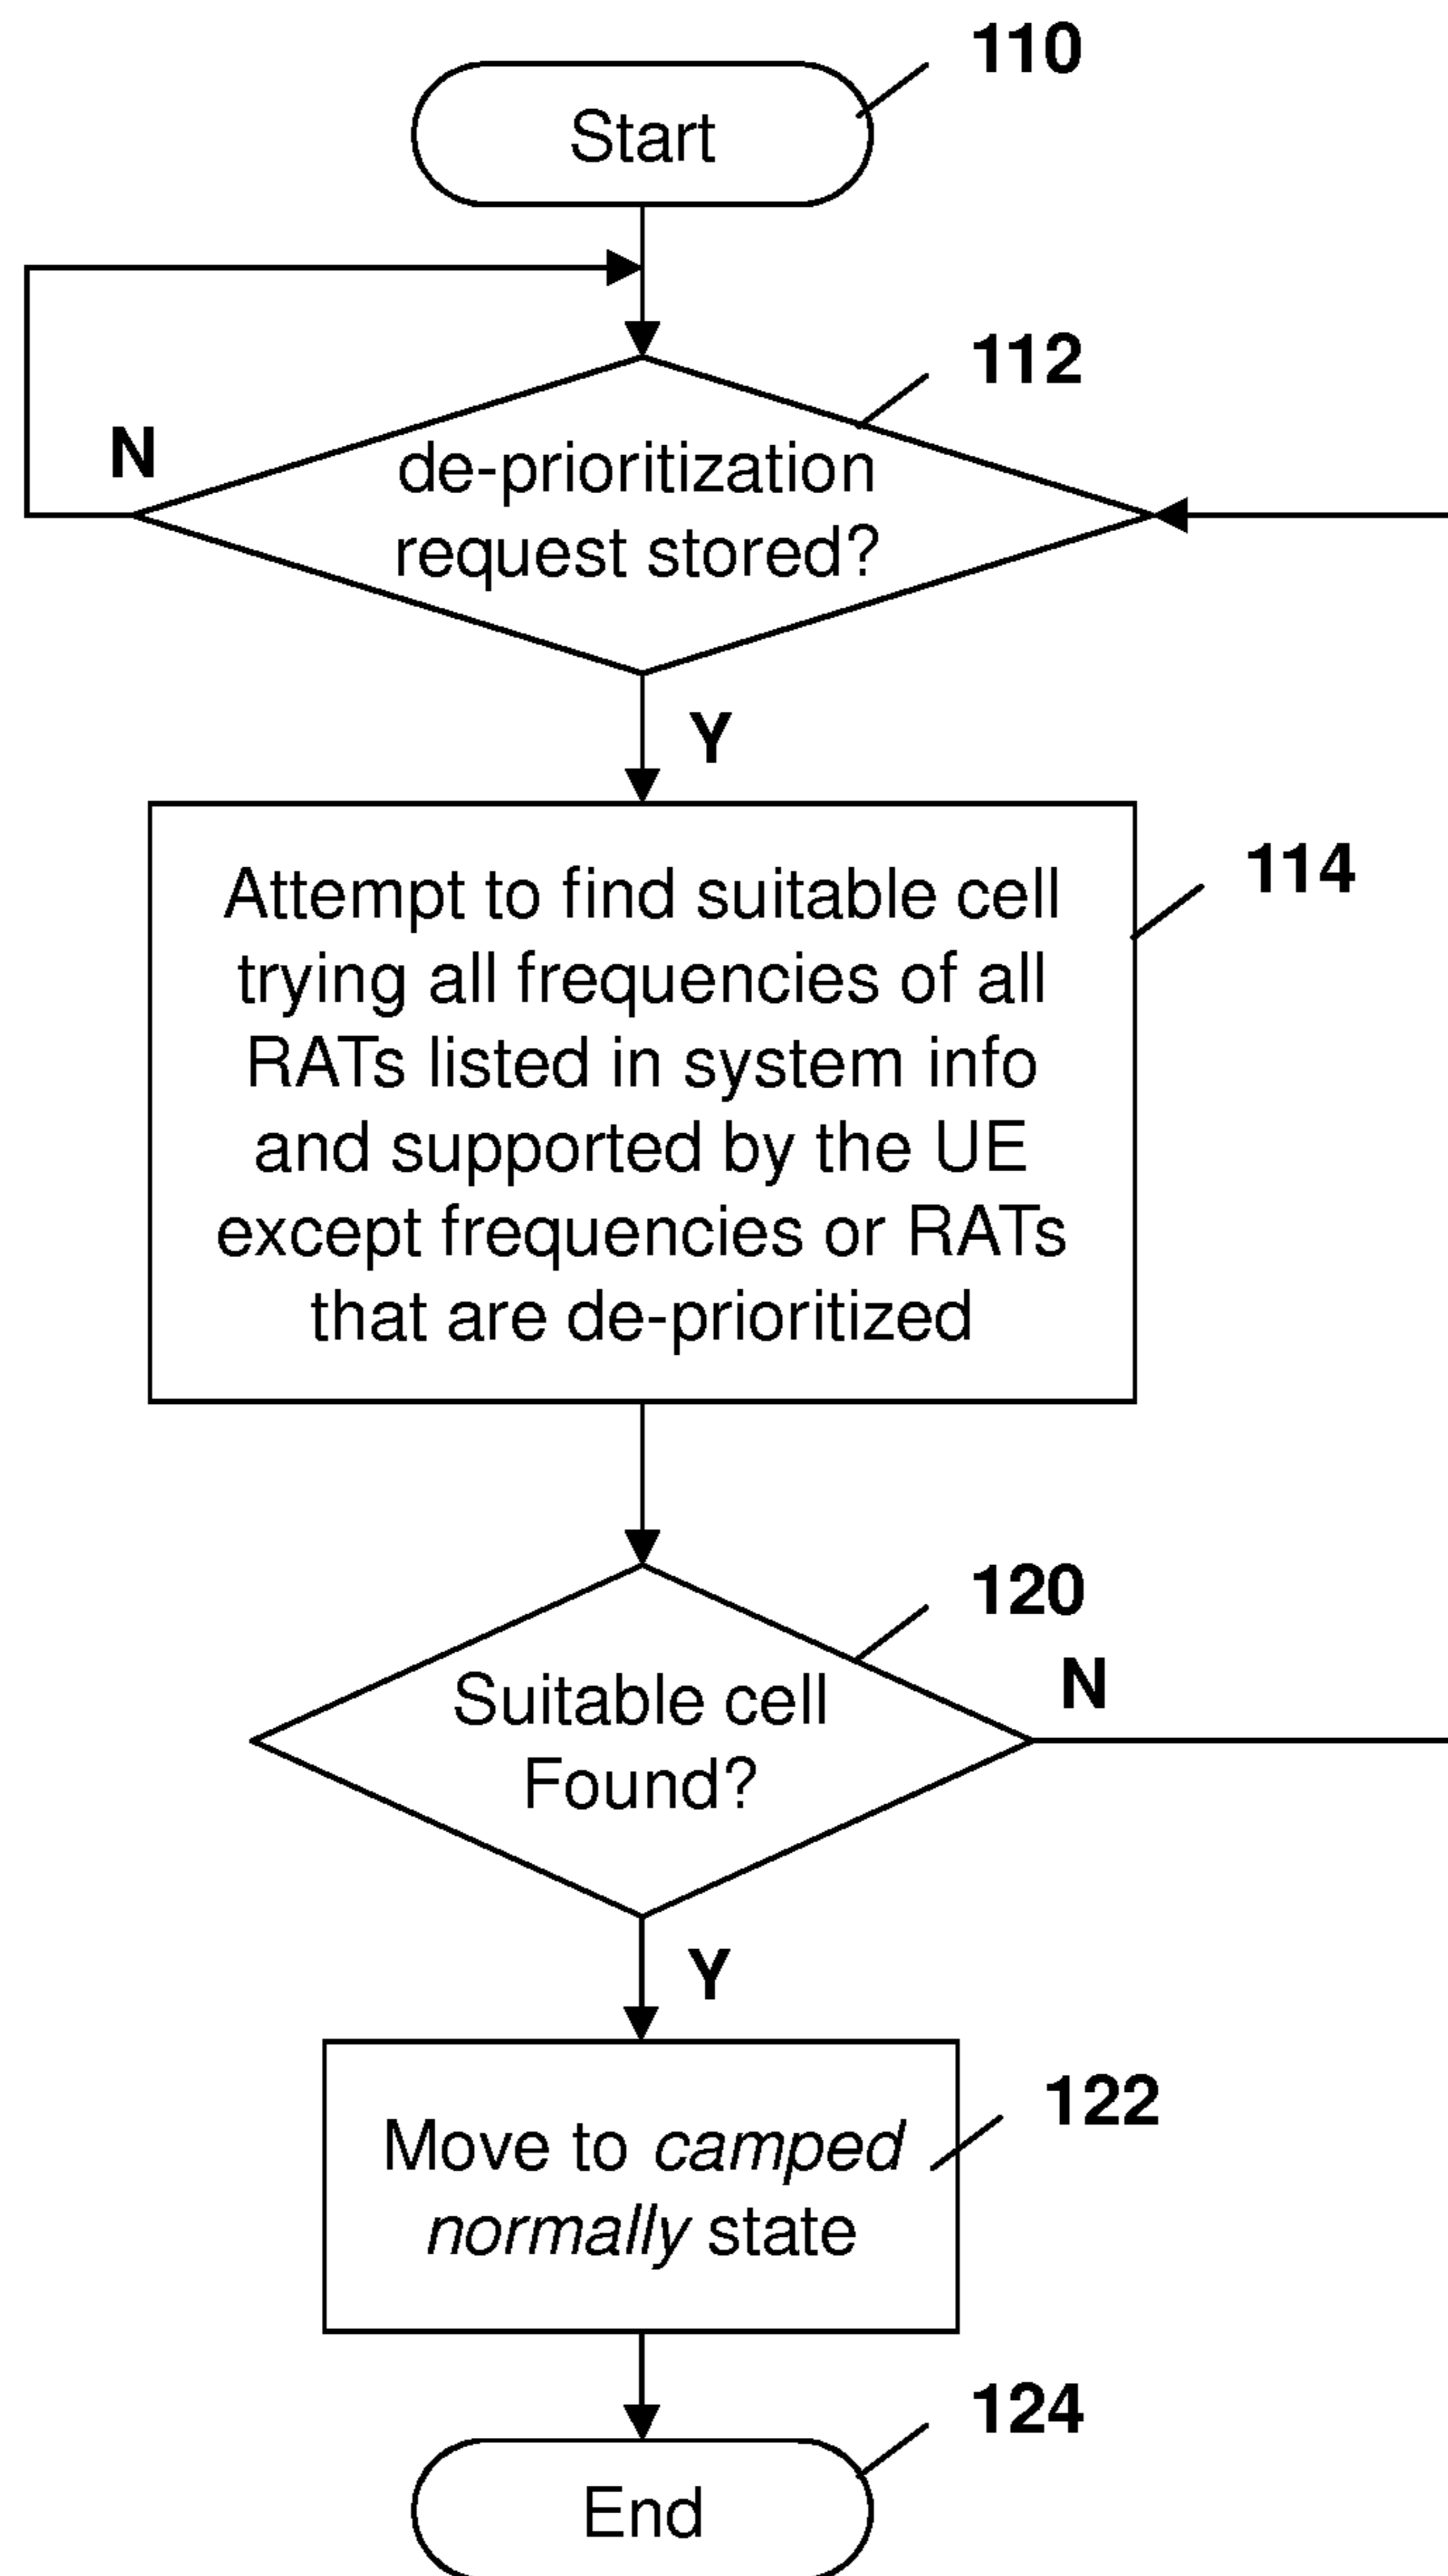 110
Start
112
N
de-prioritization
request stored?
Y
114
Attempt to find suitable cell
trying all frequencies of all
RATs listed in system info
and supported by the UE
except frequencies or RATs
that are de-prioritized
120
N
Suitable cell
Found?
Y
122
Move to camped
normally state
124
End